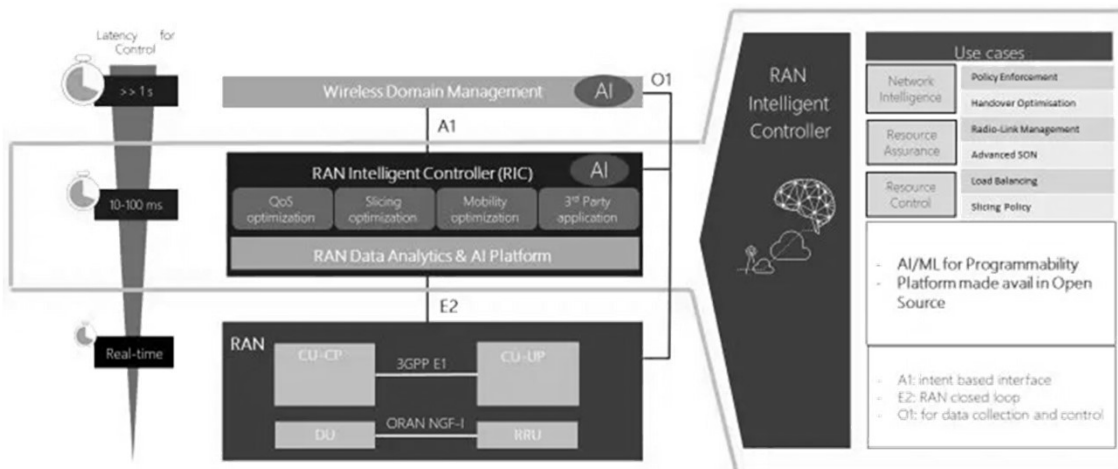 Latency for
Control
>> 1 s
10-100 ms
Real-time
Wireless Domain Management
AI
O1
A1
RAN Intelligent Controller (RIC)
AI
QoS
optimization
Slicing
optimization
Mobility
optimization
3rd Party
application
RAN Data Analytics & AI Platform
E2
RAN
CU-CP
3GPP E1
CU-UP
DU
ORAN NGF-I
RRU
RAN
Intelligent
Controller
Use cases
Network
Intelligence
Policy Enforcement
Handover Optimisation
Resource
Assurance
Radio-Link Management
Advanced SON
Resource
Control
Load Balancing
Slicing Policy
- AI/ML for Programmability
- Platform made avail in Open
Source
- A1: intent based interface
- E2: RAN closed loop
- O1: for data collection and control